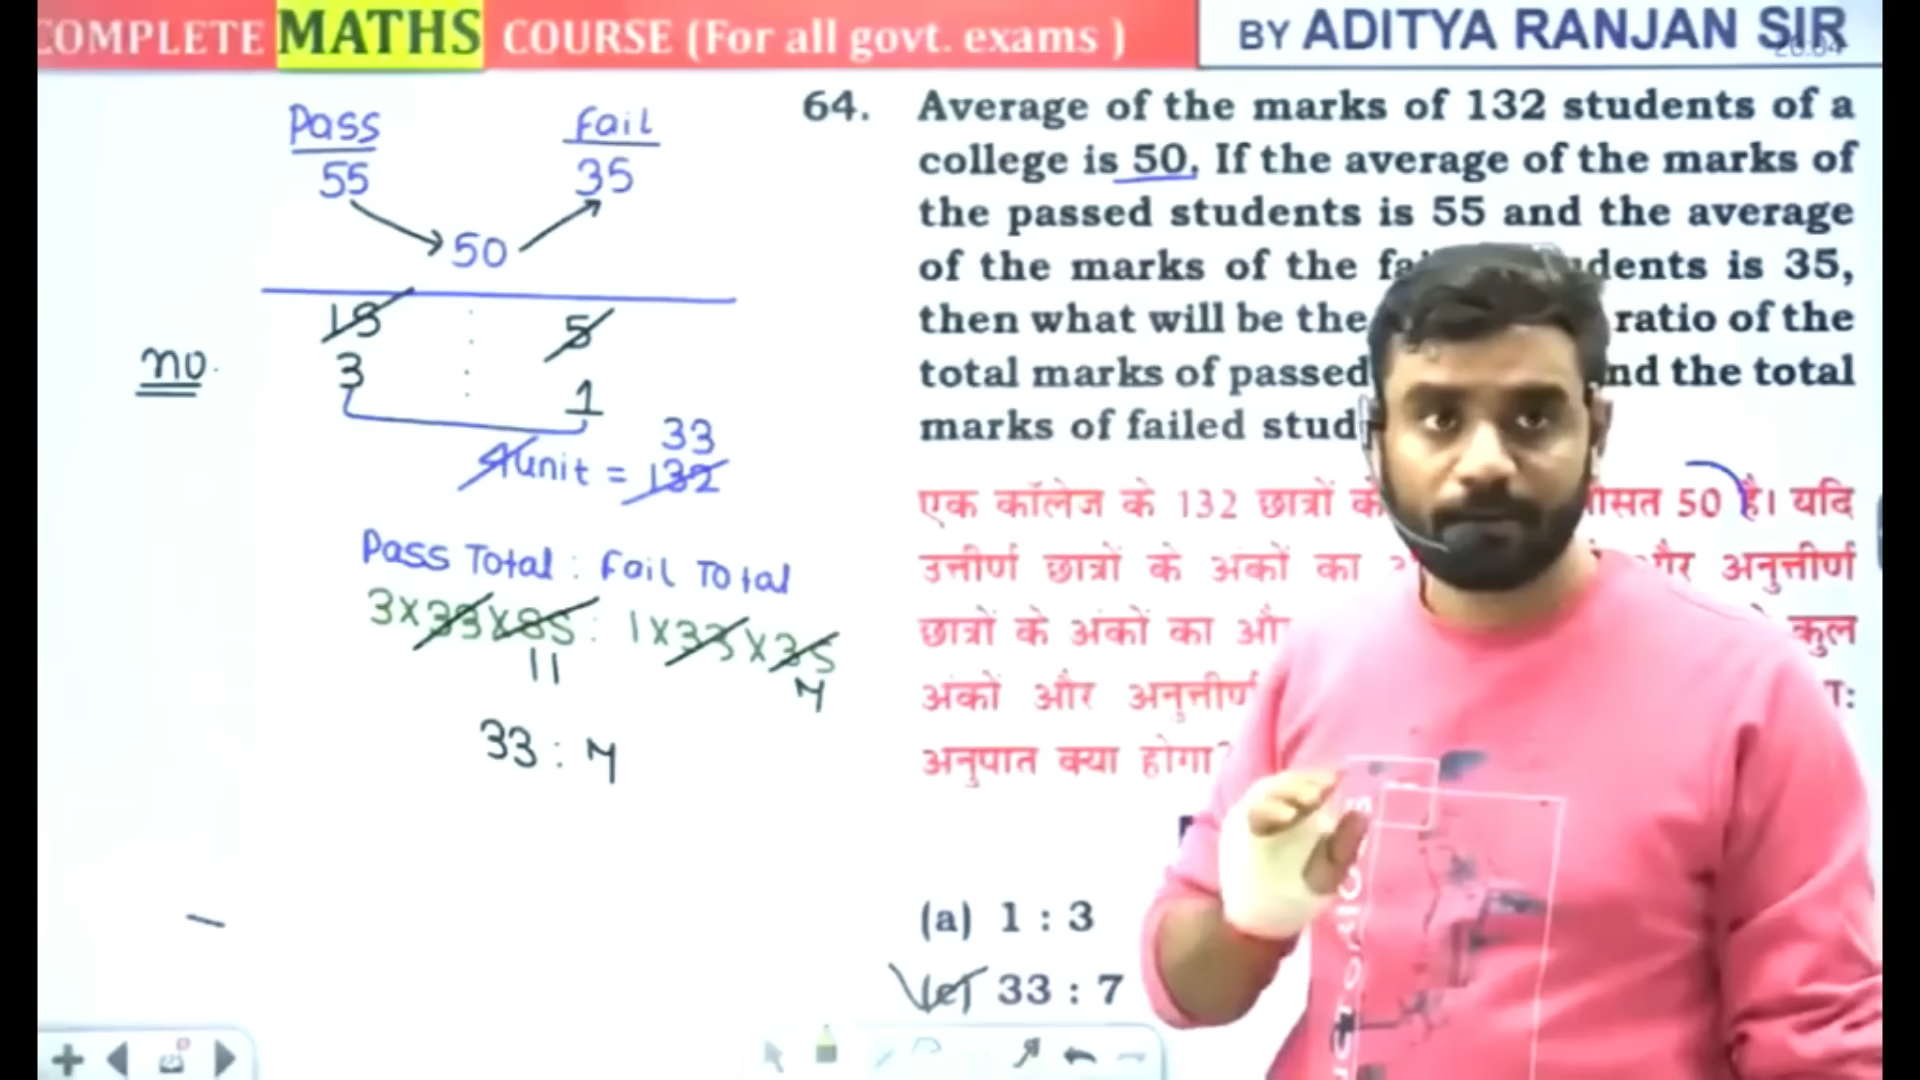 COMPLETE MATHS COURSE (For all govt. exams )
BY ADITYA RANJAN SIR
Pass Fail
55 35
50
15 5
no. 3 1
33
4unit = 132
Pass Total : Fail Total
3×33×55 : 1×33×35
11 7
33 : 7
64. Average of the marks of 132 students of a
college is 50. If the average of the marks of
the passed students is 55 and the average
of the marks of the dents is 35,
then what will be the ratio of the
total marks of passed nd the total
marks of failed stud
एक कॉलेज के 132 छात्रों के सत 50 है। यदि
उत्तीर्ण छात्रों के अंकों का अनुत्तीर्ण
छात्रों के अंकों का औ कुल
अंकों और अनुत्तीर्ण
अनुपात क्या होगा?
(a) 1 : 3
(c) 33 : 7